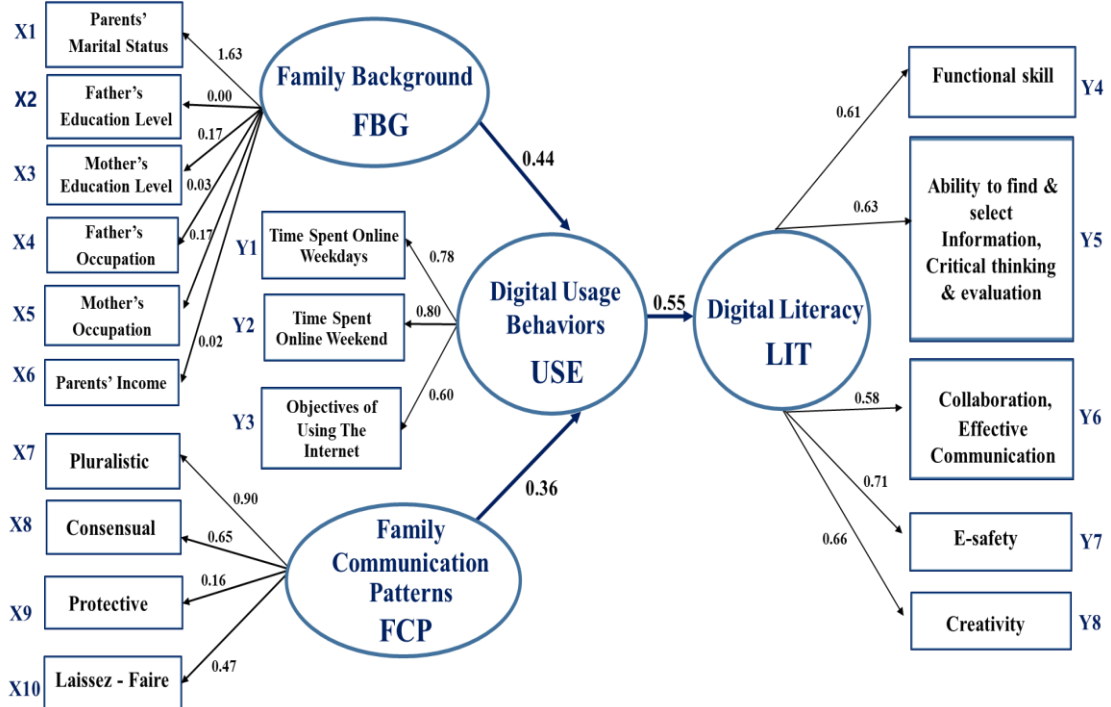 X1
Parents'
Marital Status
1.63
X2
Father's
Education Level
0.00
X3
Mother's
Education Level
0.17
X4
Father's
Occupation
0.03
X5
Mother's
Occupation
0.17
X6
Parents' Income
0.02
Family Background
FBG
0.44
Y1
Time Spent Online
Weekdays
0.78
Y2
Time Spent
Online Weekend
0.80
Y3
Objectives of
Using The
Internet
0.60
Digital Usage
Behaviors
USE
0.55
X7
Pluralistic
0.90
X8
Consensual
0.65
X9
Protective
0.16
X10
Laissez - Faire
0.47
Family
Communication
Patterns
FCP
0.36
Digital Literacy
LIT
0.61
Functional skill
Y4
0.63
Ability to find &
select
Information,
Critical thinking
& evaluation
Y5
0.58
Collaboration,
Effective
Communication
Y6
0.71
E-safety
Y7
0.66
Creativity
Y8